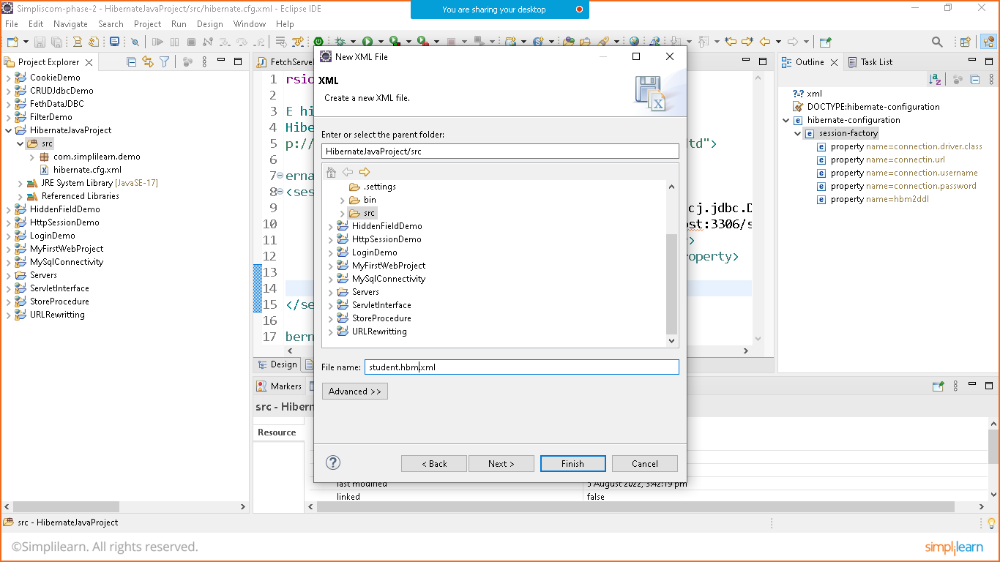 Simpliscom-phase-2 - HibernateJavaProject/src/hibernate.cfg.xml - Eclipse IDE
You are sharing your desktop
File Edit Navigate Search Project Run Design Window Help
Project Explorer
CookieDemo
CRUDJdbcDemo
FethDataJDBC
FilterDemo
HibernateJavaProject
src
com.simplilearn.demo
hibernate.cfg.xml
JRE System Library [JavaSE-17]
Referenced Libraries
HiddenFieldDemo
HttpSessionDemo
LoginDemo
MyFirstWebProject
MySqlConnectivity
Servers
ServletInterface
StoreProcedure
URLRewritting
FetchServle
1 rsio
2
3 E hi
4 Hibe
5 p://
td">
6
7 erna
8 <ses
9
cj.jdbc.D
10
ost:3306/s
11
>
12
roperty>
13
14
15 </se
16
17 bern
Design
Markers
src - Hibern
Resource
last modified
5 August 2022, 3:42:19 pm
linked
false
New XML File
XML
Create a new XML file.
Enter or select the parent folder:
HibernateJavaProject/src
.settings
bin
src
HiddenFieldDemo
HttpSessionDemo
LoginDemo
MyFirstWebProject
MySqlConnectivity
Servers
ServletInterface
StoreProcedure
URLRewritting
File name: student.hbm.xml
Advanced >>
< Back
Next >
Finish
Cancel
Outline
Task List
xml
DOCTYPE:hibernate-configuration
hibernate-configuration
session-factory
property name=connection.driver.class
property name=connectin.url
property name=connection.username
property name=connection.password
property name=hbm2ddl
src - HibernateJavaProject
©Simplilearn. All rights reserved.
simplilearn